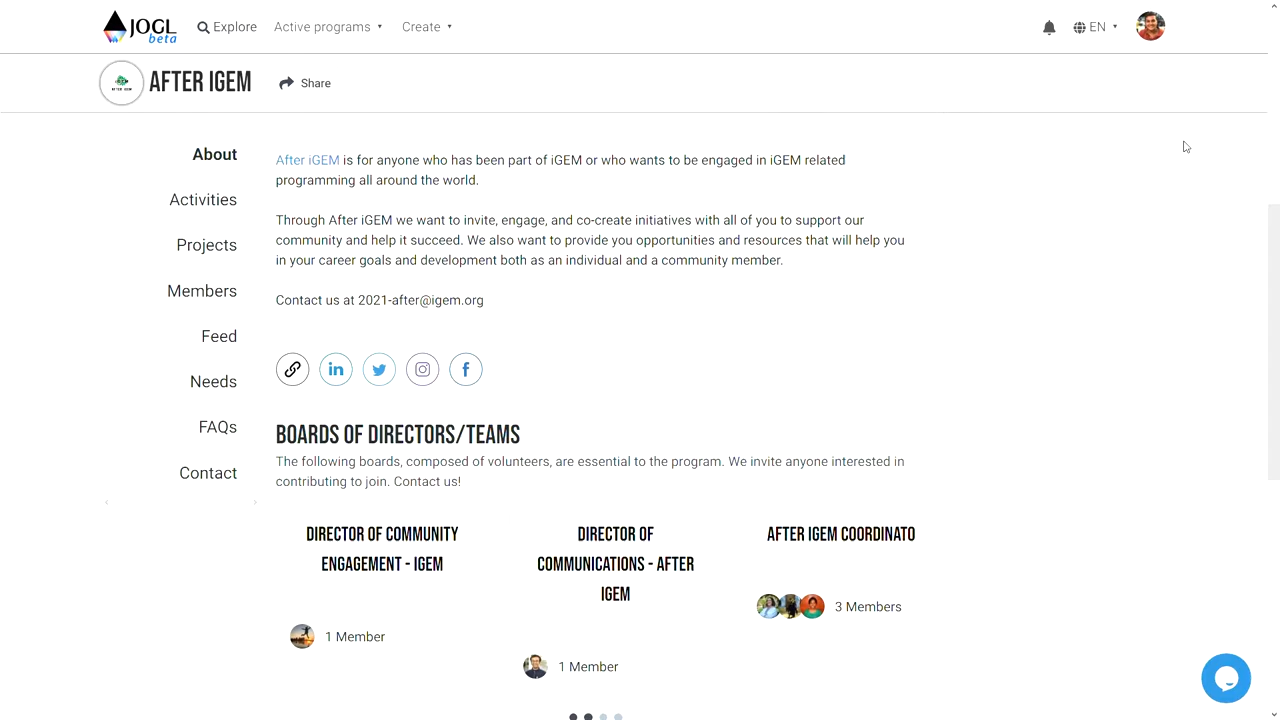 JOGL
beta
Explore
Active programs
Create
EN
AFTER IGEM
Share
About
Activities
Projects
Members
Feed
Needs
FAQs
Contact
After iGEM is for anyone who has been part of iGEM or who wants to be engaged in iGEM related
programming all around the world.
Through After iGEM we want to invite, engage, and co-create initiatives with all of you to support our
community and help it succeed. We also want to provide you opportunities and resources that will help you
in your career goals and development both as an individual and a community member.
Contact us at 2021-after@igem.org
BOARDS OF DIRECTORS/TEAMS
The following boards, composed of volunteers, are essential to the program. We invite anyone interested in
contributing to join. Contact us!
DIRECTOR OF COMMUNITY
ENGAGEMENT - IGEM
1 Member
DIRECTOR OF
COMMUNICATIONS - AFTER
IGEM
1 Member
AFTER IGEM COORDINATO
3 Members